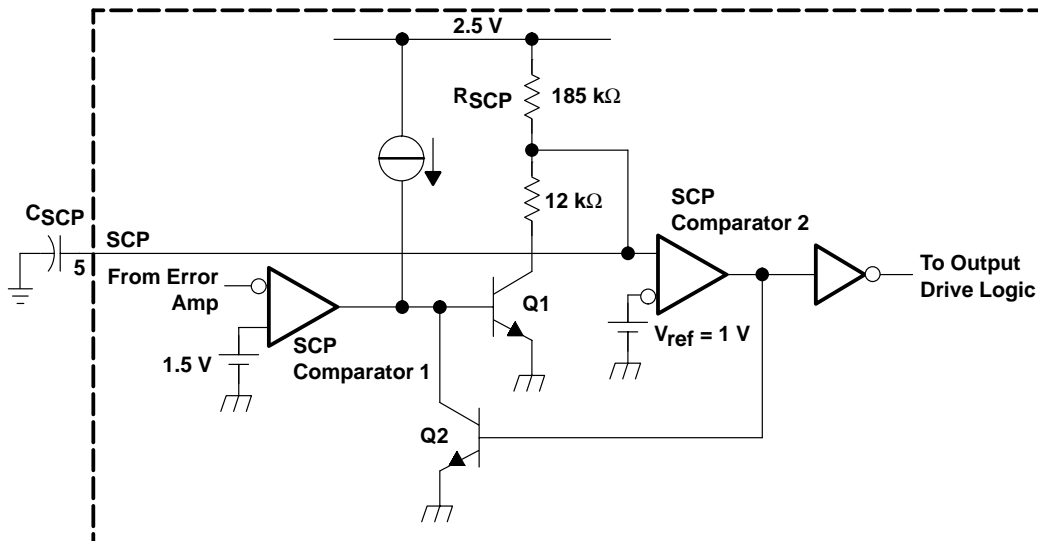 2.5 V
RSCP
185 kΩ
12 kΩ
SCP
Comparator 2
CSCP
5
SCP
From Error
Amp
1.5 V
SCP
Comparator 1
Q1
Vref = 1 V
To Output
Drive Logic
Q2